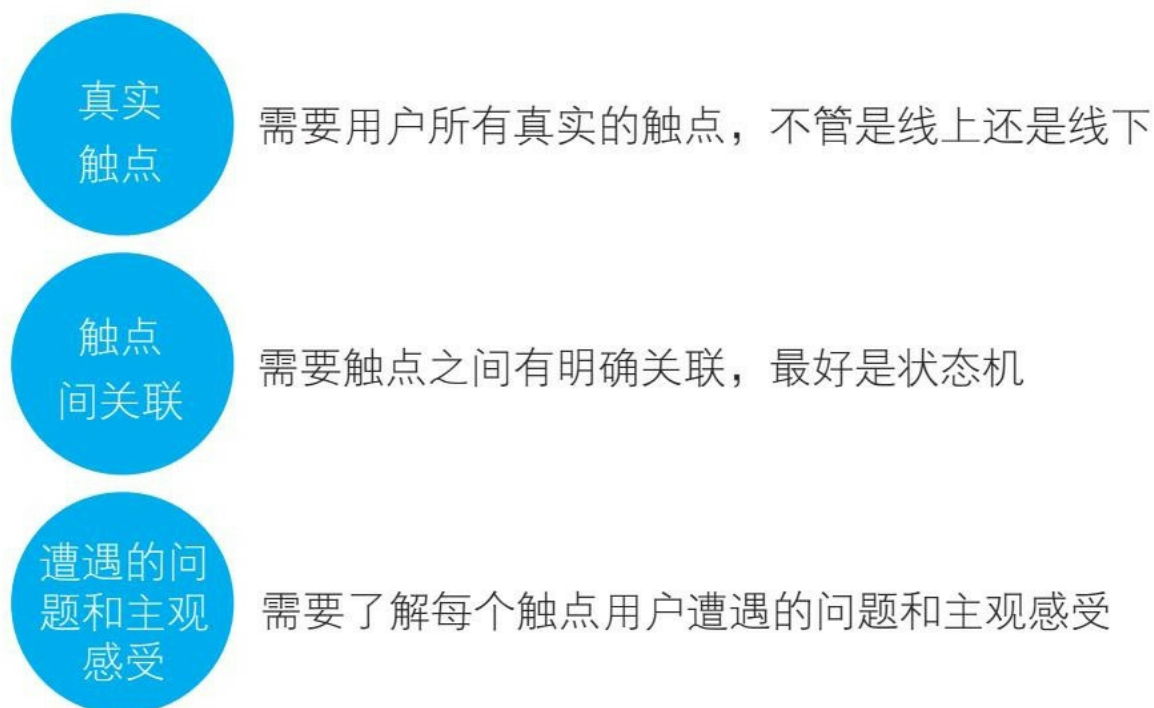 真实
触点
需要用户所有真实的触点，不管是线上还是线下
触点
间关联
需要触点之间有明确关联，最好是状态机
遭遇的问
题和主观
感受
需要了解每个触点用户遭遇的问题和主观感受